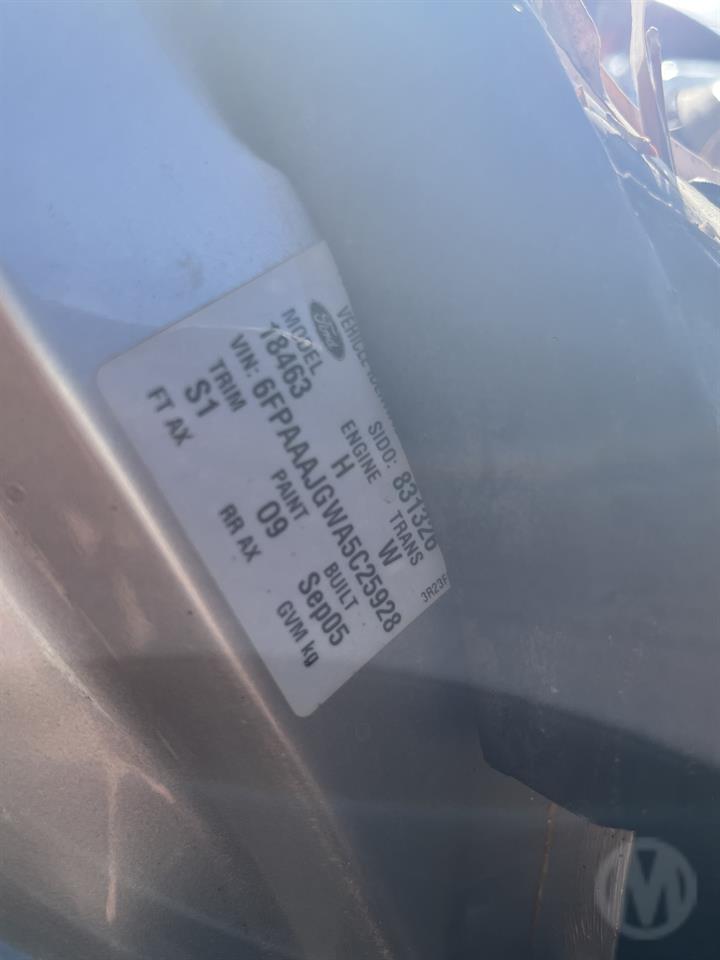 Ford
VEHICLE
SIDO: 831326
MODEL ENGINE TRANS
18463 H W
VIN: 6FPAAAJGWA5C25928
TRIM PAINT BUILT
S1 09 Sep05
FT AX RR AX GVM kg
3R23F
M